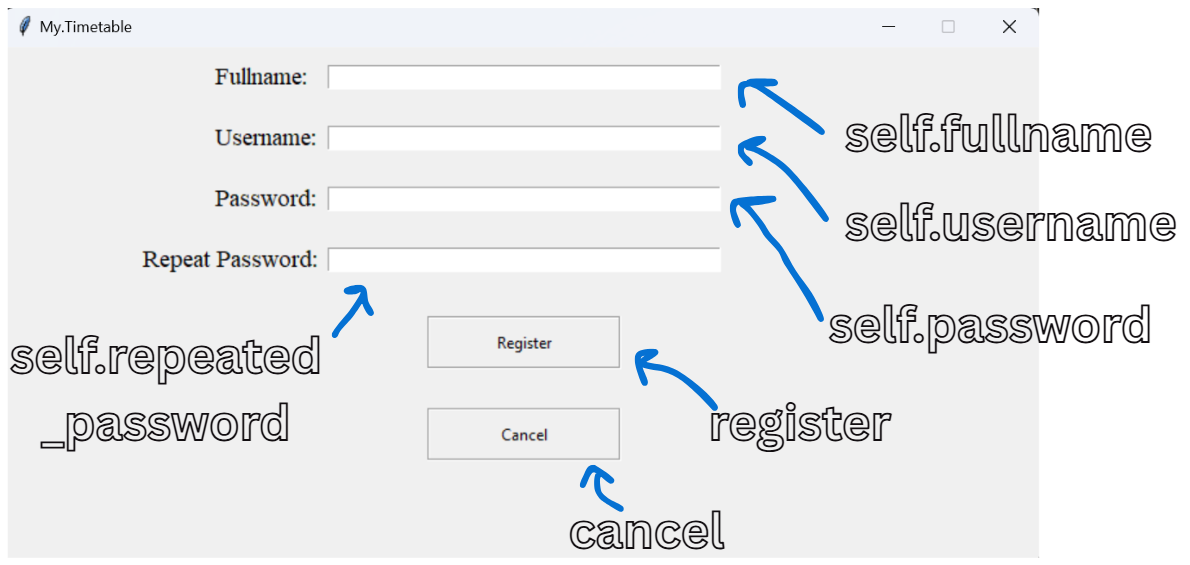 My.Timetable
Fullname:
self.fullname
Username:
self.username
Password:
self.password
Repeat Password:
self.repeated
_password
Register
register
Cancel
cancel